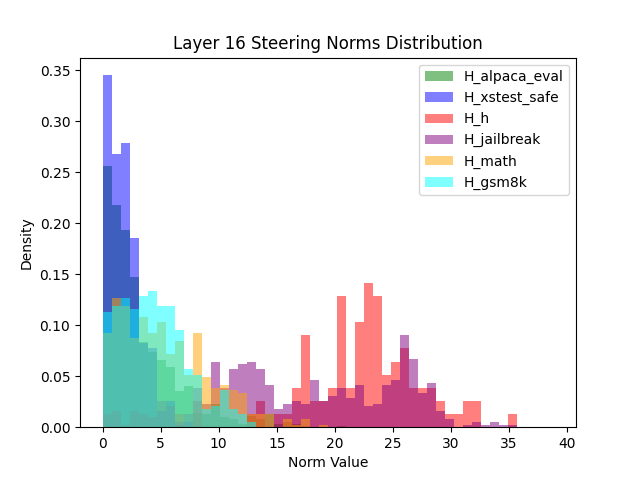 Layer 16 Steering Norms Distribution
H_alpaca_eval
H_xstest_safe
H_h
H_jailbreak
H_math
H_gsm8k
0.35
0.30
0.25
0.20
0.15
0.10
0.05
0.00
Density
0 5 10 15 20 25 30 35 40
Norm Value